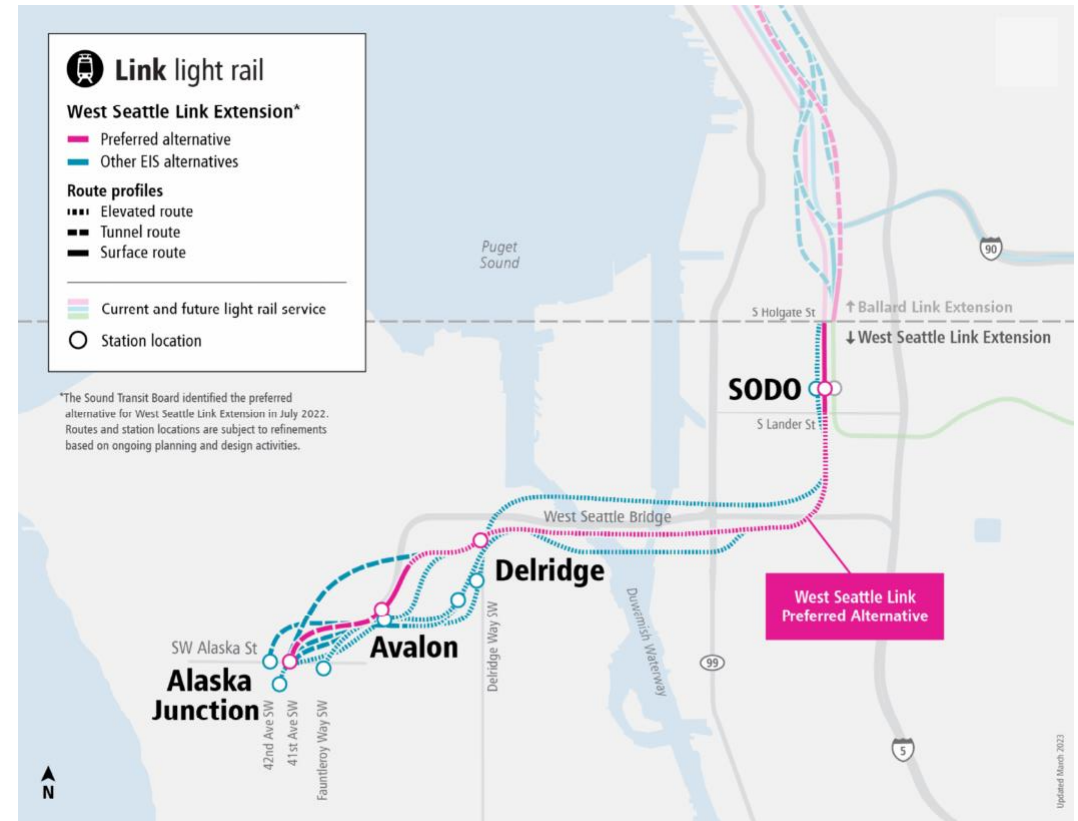 Link light rail
West Seattle Link Extension*
Preferred alternative
Other EIS alternatives
Route profiles
Elevated route
Tunnel route
Surface route
Current and future light rail service
Station location
*The Sound Transit Board identified the preferred
alternative for West Seattle Link Extension in July 2022.
Routes and station locations are subject to refinements
based on ongoing planning and design activities.
Puget
Sound
90
S Holgate St
↑Ballard Link Extension
↓West Seattle Link Extension
SODO
S Lander St
West Seattle Bridge
Delridge
West Seattle Link
Preferred Alternative
Avalon
SW Alaska St
Alaska
Junction
42nd Ave SW
41st Ave SW
Fauntleroy Way SW
Delridge Way SW
Duwamish Waterway
99
5
N
Updated March 2023